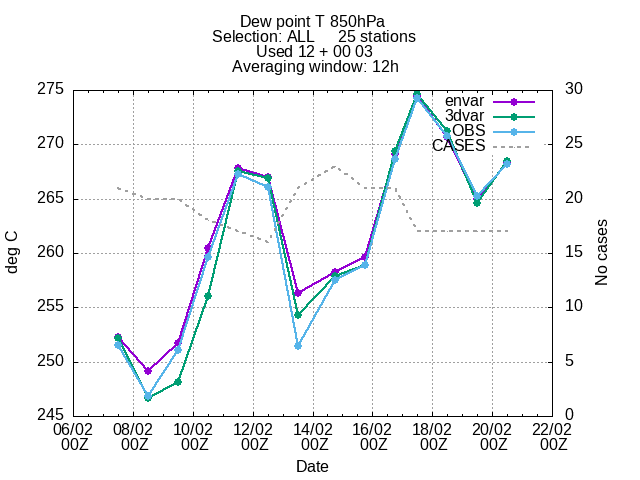 Dew point T 850hPa
Selection: ALL 25 stations
Used 12 + 00 03
Averaging window: 12h
275 30
envar
3dvar
OBS
CASES
270 25
265 20
260 15
255 10
250 5
245 0
deg C
No cases
06/02 08/02 10/02 12/02 14/02 16/02 18/02 20/02 22/02
00Z 00Z 00Z 00Z 00Z 00Z 00Z 00Z 00Z
Date